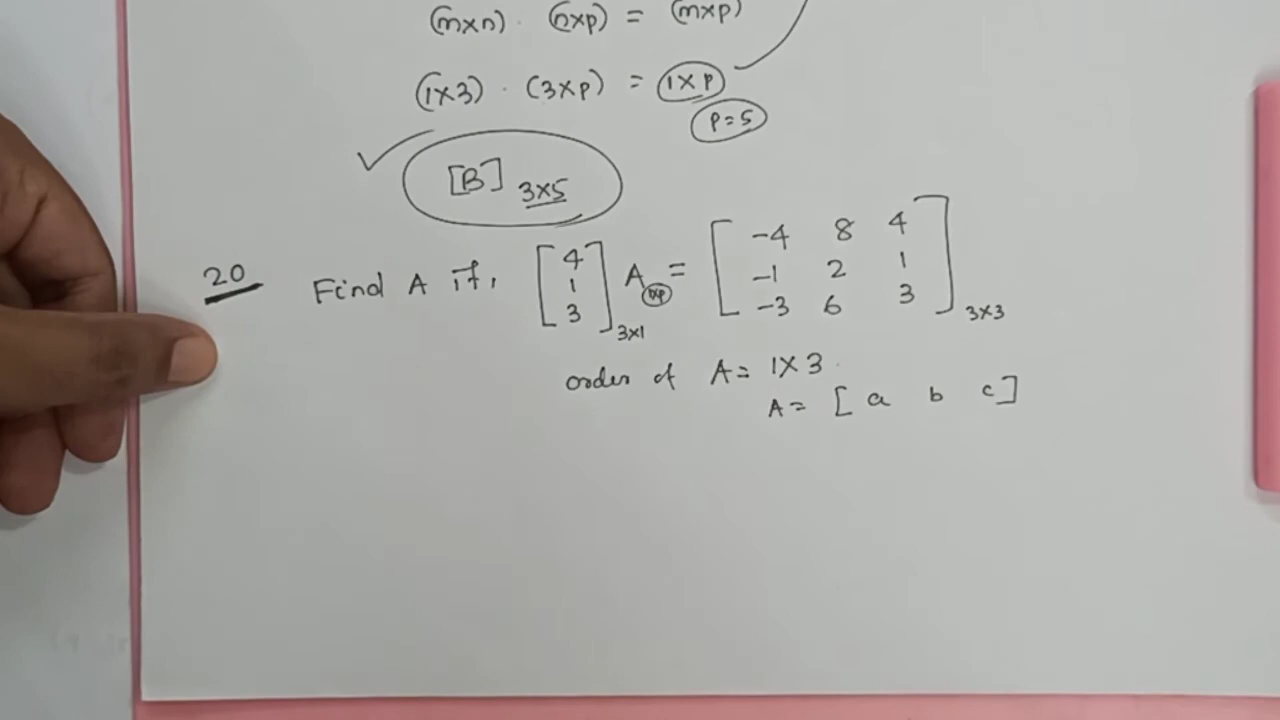 (m×n) · (n×p) = (m×p)
(1×3) · (3×p) = (1×p)
p=5
[B] 3×5
20 Find A if, [4 1 3] 3×1 A = [-4 8 4 -1 2 1 -3 6 3] 3×3
order of A = 1×3
A = [a b c]